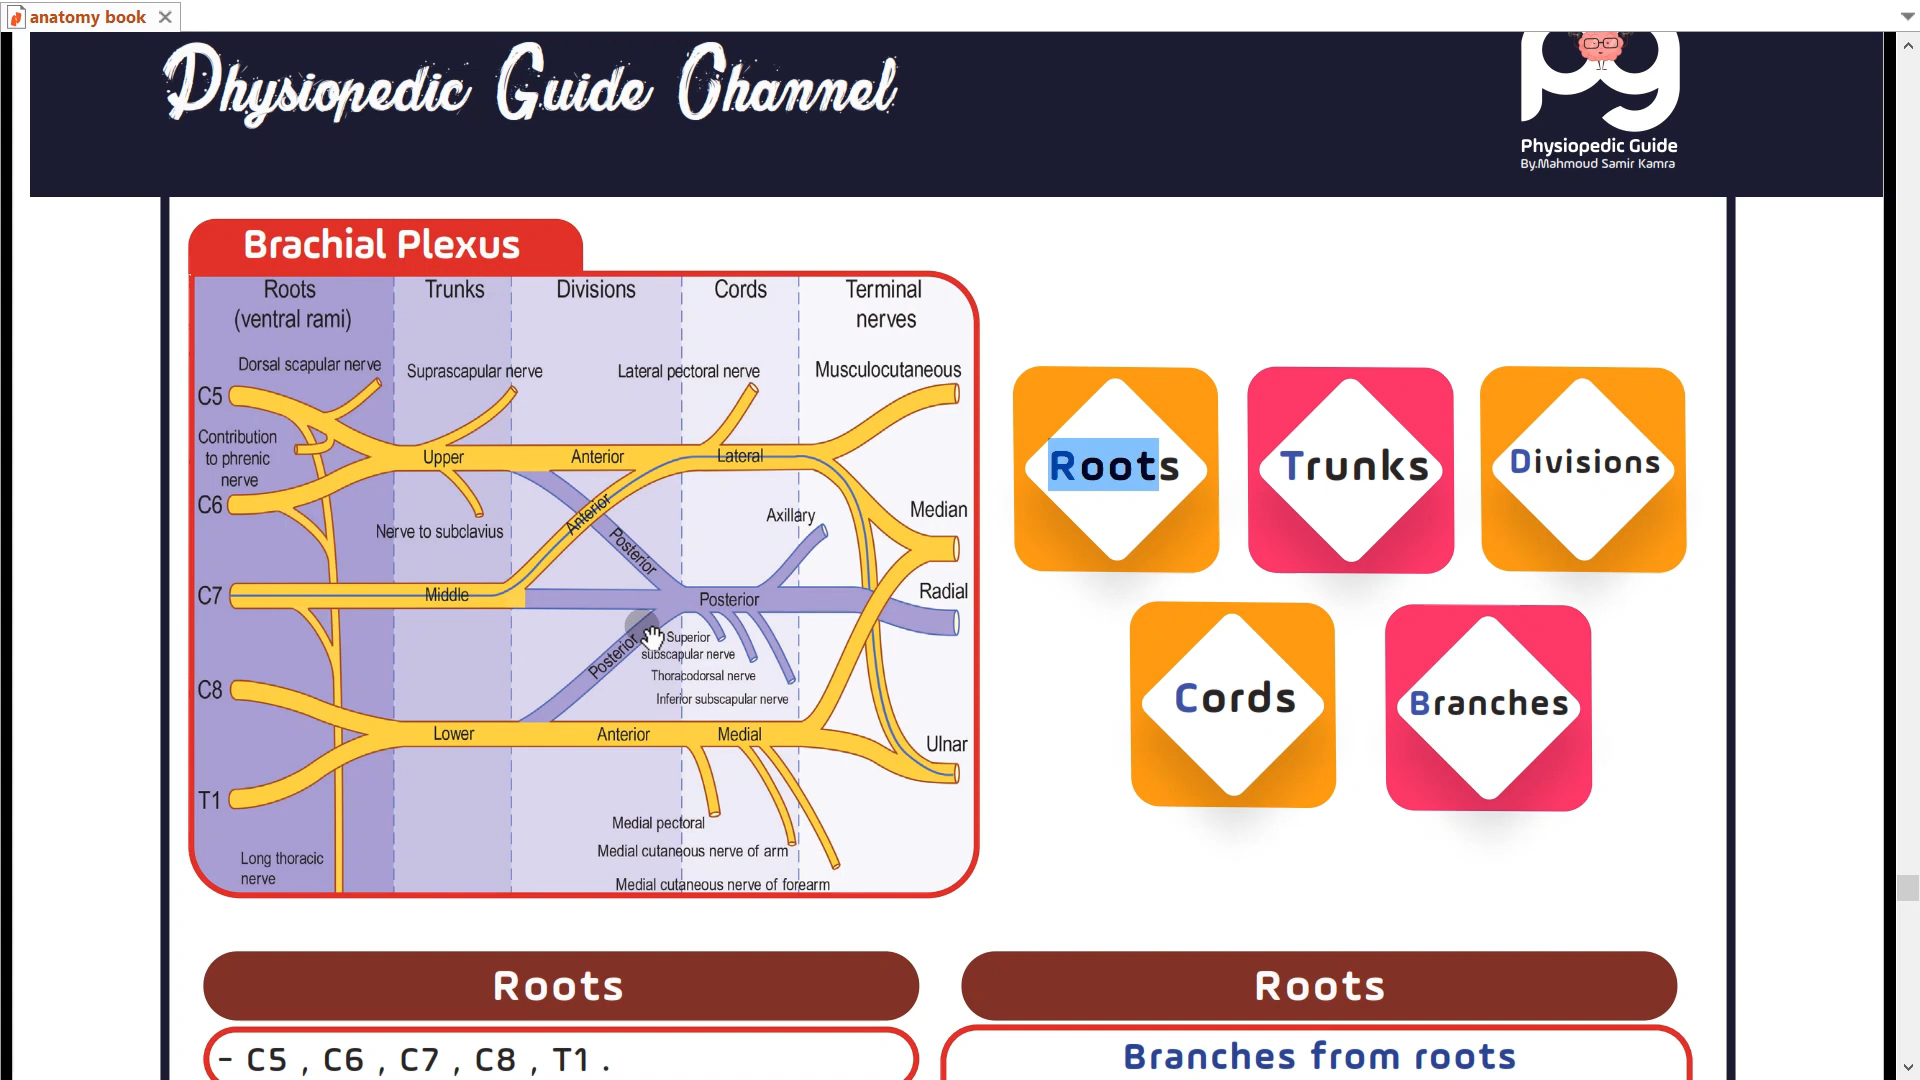 anatomy book
Physiopedic Guide Channel
pg
Physiopedic Guide
By.Mahmoud Samir Kamra
Brachial Plexus
Roots
(ventral rami)
Trunks
Divisions
Cords
Terminal
nerves
Dorsal scapular nerve
Suprascapular nerve
Lateral pectoral nerve
Musculocutaneous
C5
Contribution
to phrenic
nerve
Upper
Anterior
Lateral
C6
Nerve to subclavius
Anterior
Posterior
Axillary
Median
C7
Middle
Posterior
Radial
Posterior
Superior
subscapular nerve
Thoracodorsal nerve
Inferior subscapular nerve
C8
Lower
Anterior
Medial
Ulnar
T1
Medial pectoral
Medial cutaneous nerve of arm
Medial cutaneous nerve of forearm
Long thoracic
nerve
Roots
Trunks
Divisions
Cords
Branches
Roots
- C5 , C6 , C7 , C8 , T1 .
Roots
Branches from roots